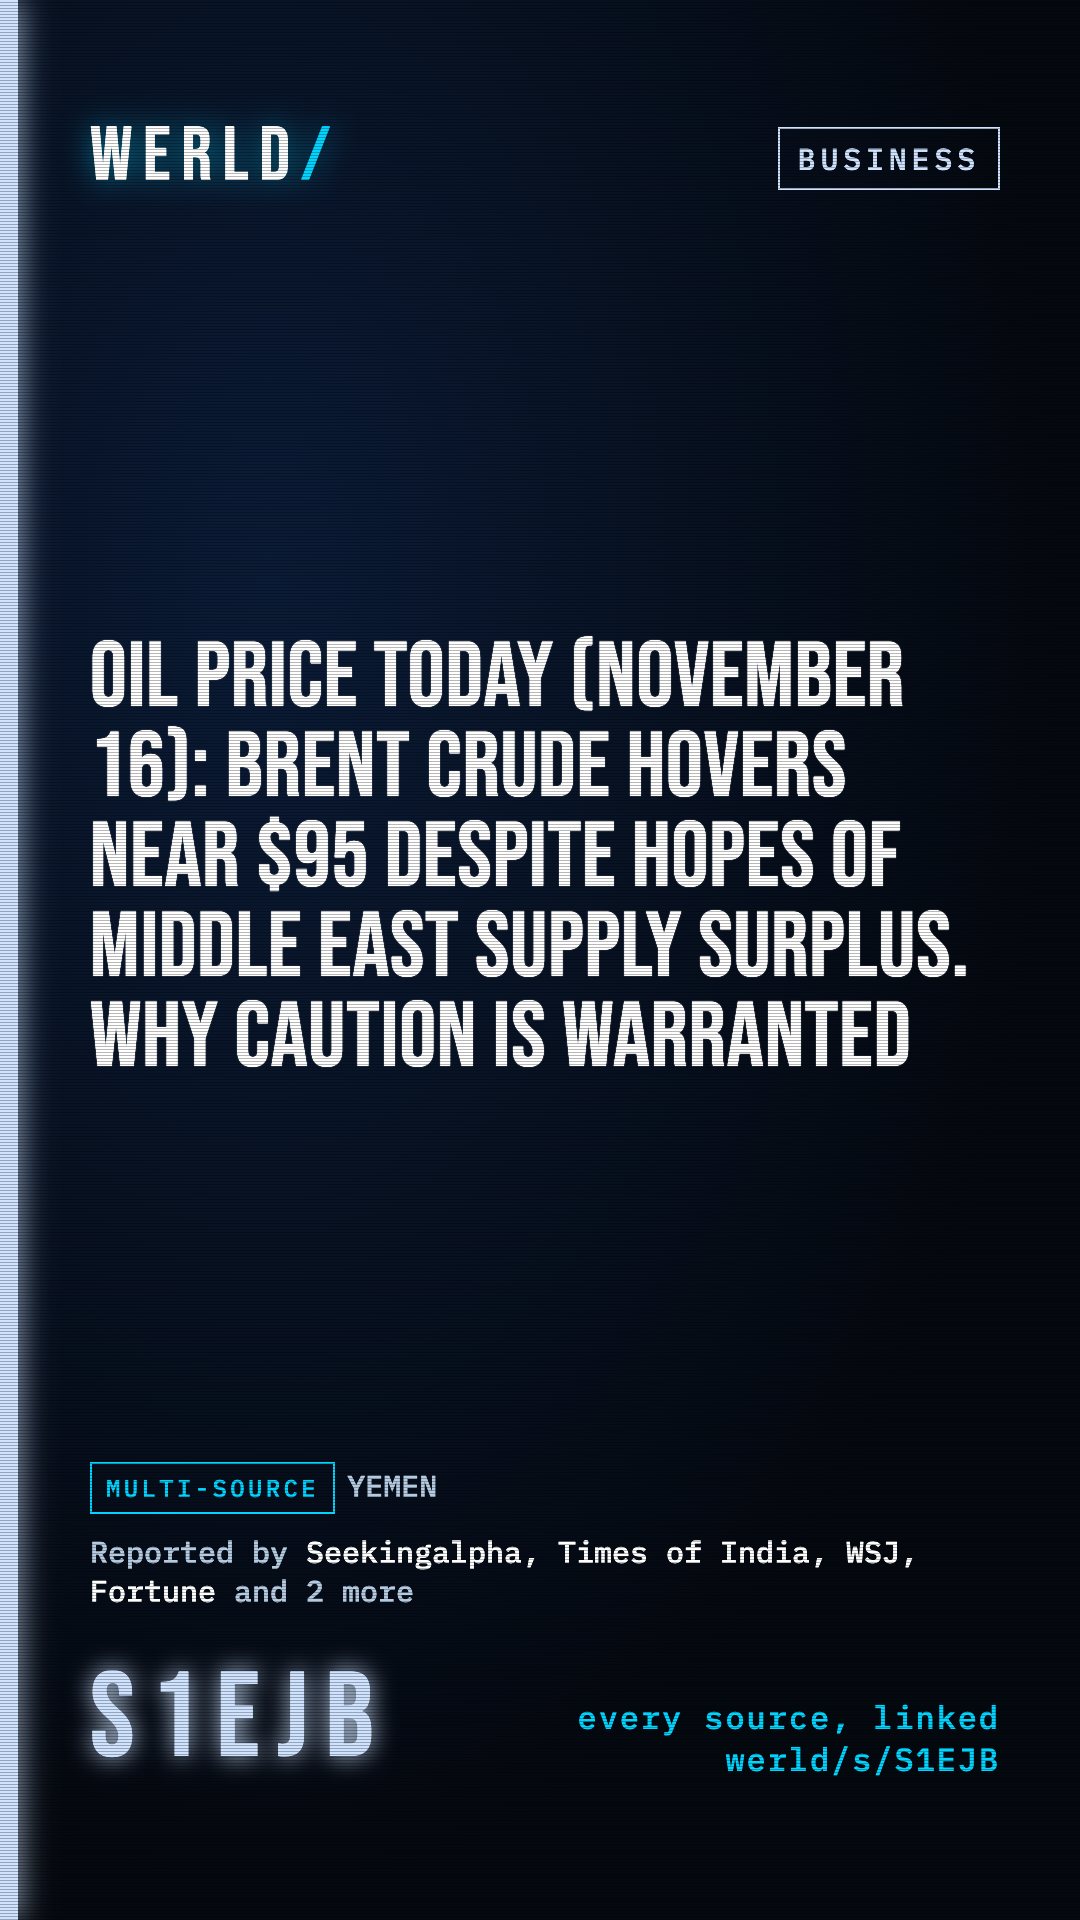 WERLD/
BUSINESS
OIL PRICE TODAY (NOVEMBER
16): BRENT CRUDE HOVERS
NEAR $95 DESPITE HOPES OF
MIDDLE EAST SUPPLY SURPLUS.
WHY CAUTION IS WARRANTED
MULTI-SOURCE YEMEN
Reported by Seekingalpha, Times of India, WSJ,
Fortune and 2 more
S1EJB
every source, linked
werld/s/S1EJB